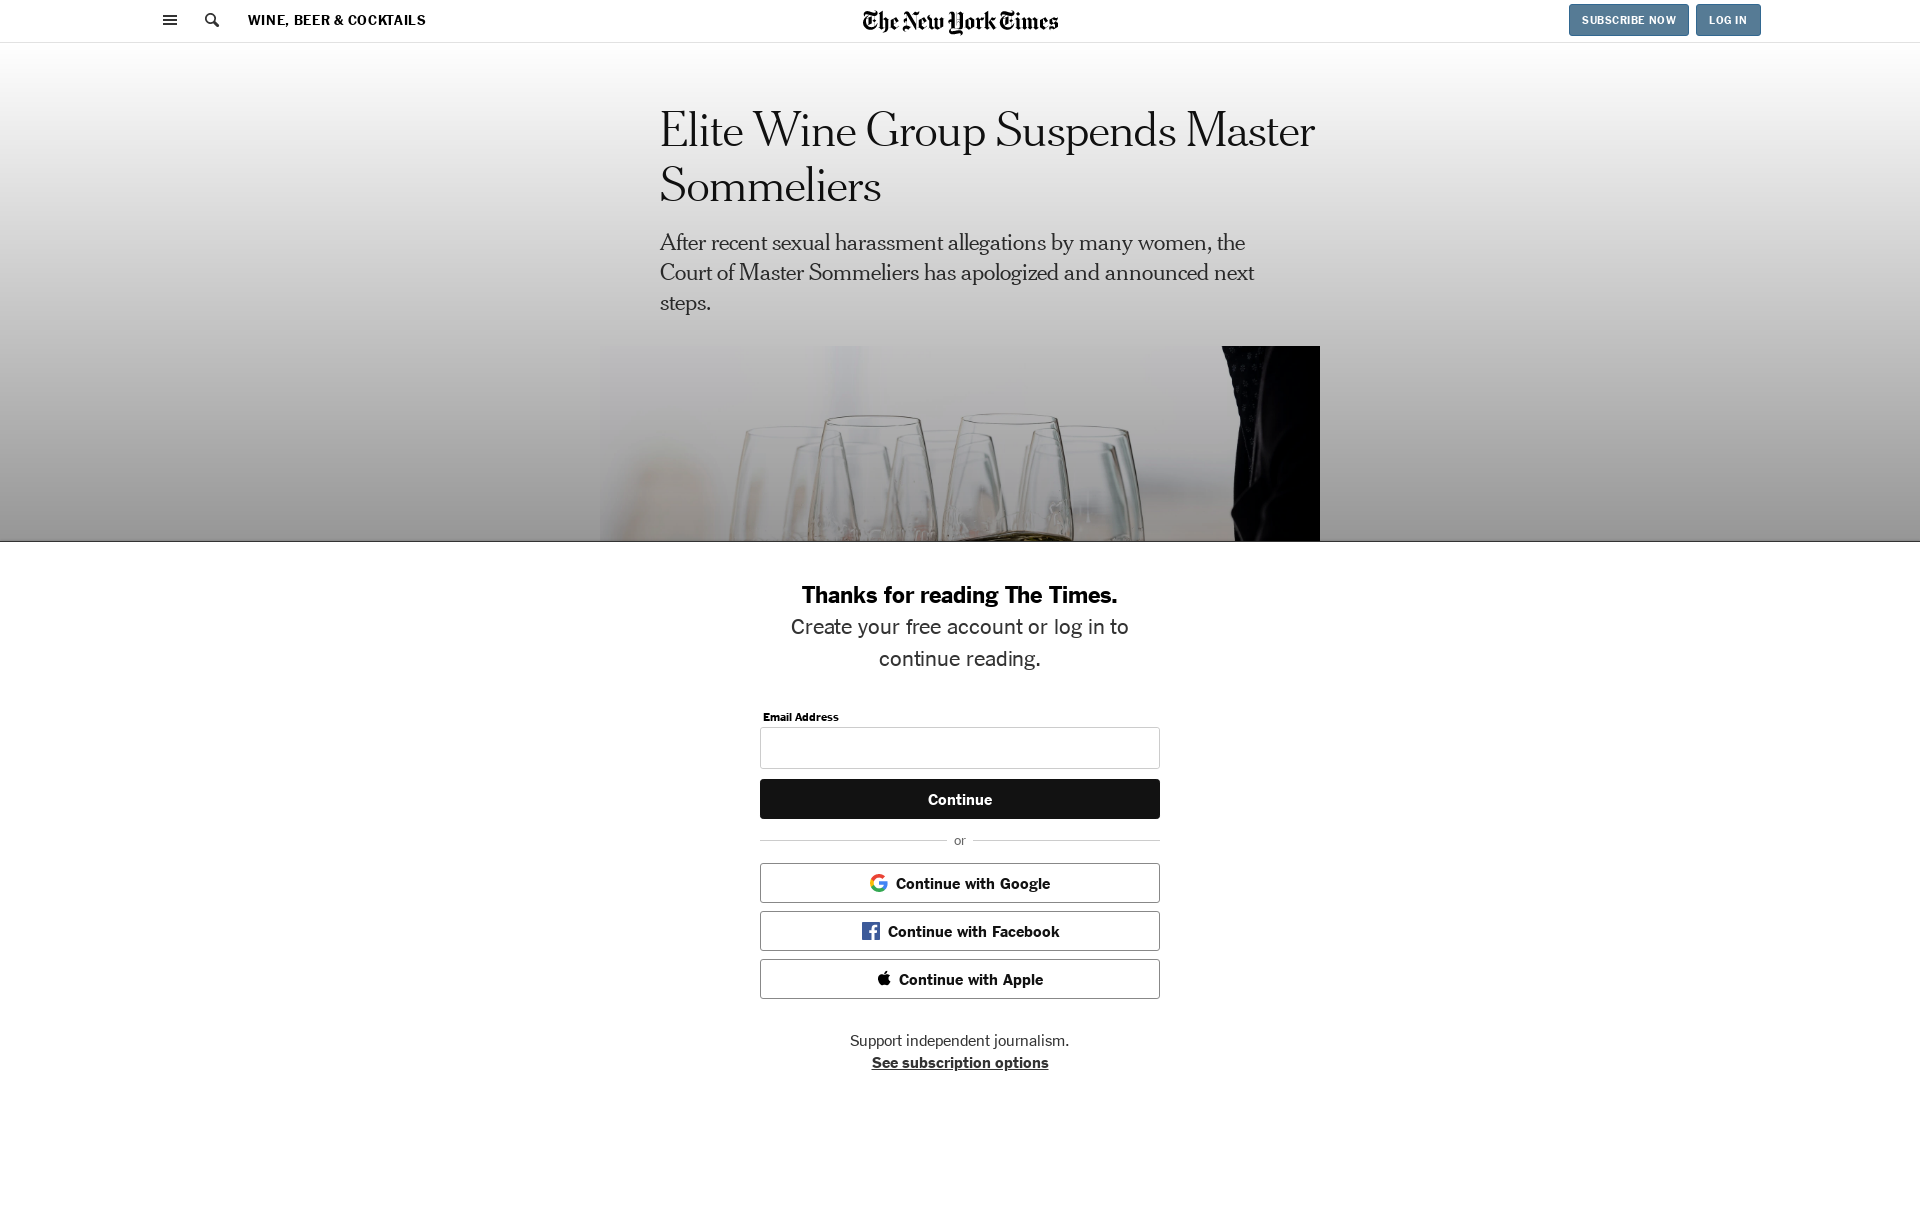 WINE, BEER & COCKTAILS
The New York Times
SUBSCRIBE NOW
LOG IN
Elite Wine Group Suspends Master
Sommeliers
After recent sexual harassment allegations by many women, the
Court of Master Sommeliers has apologized and announced next
steps.
Thanks for reading The Times.
Create your free account or log in to
continue reading.
Email Address
Continue
or
Continue with Google
Continue with Facebook
Continue with Apple
Support independent journalism.
See subscription options